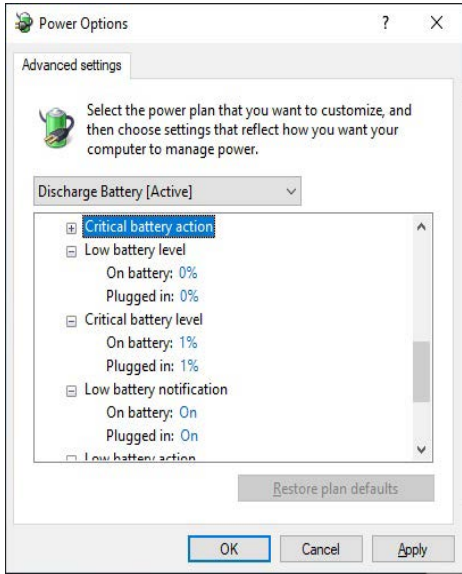 Power Options
?
Advanced settings
Select the power plan that you want to customize, and
then choose settings that reflect how you want your
computer to manage power.
Discharge Battery [Active]
Critical battery action
Low battery level
On battery: 0%
Plugged in: 0%
Critical battery level
On battery: 1%
Plugged in: 1%
Low battery notification
On battery: On
Plugged in: On
Low battery action
Restore plan defaults
OK Cancel Apply